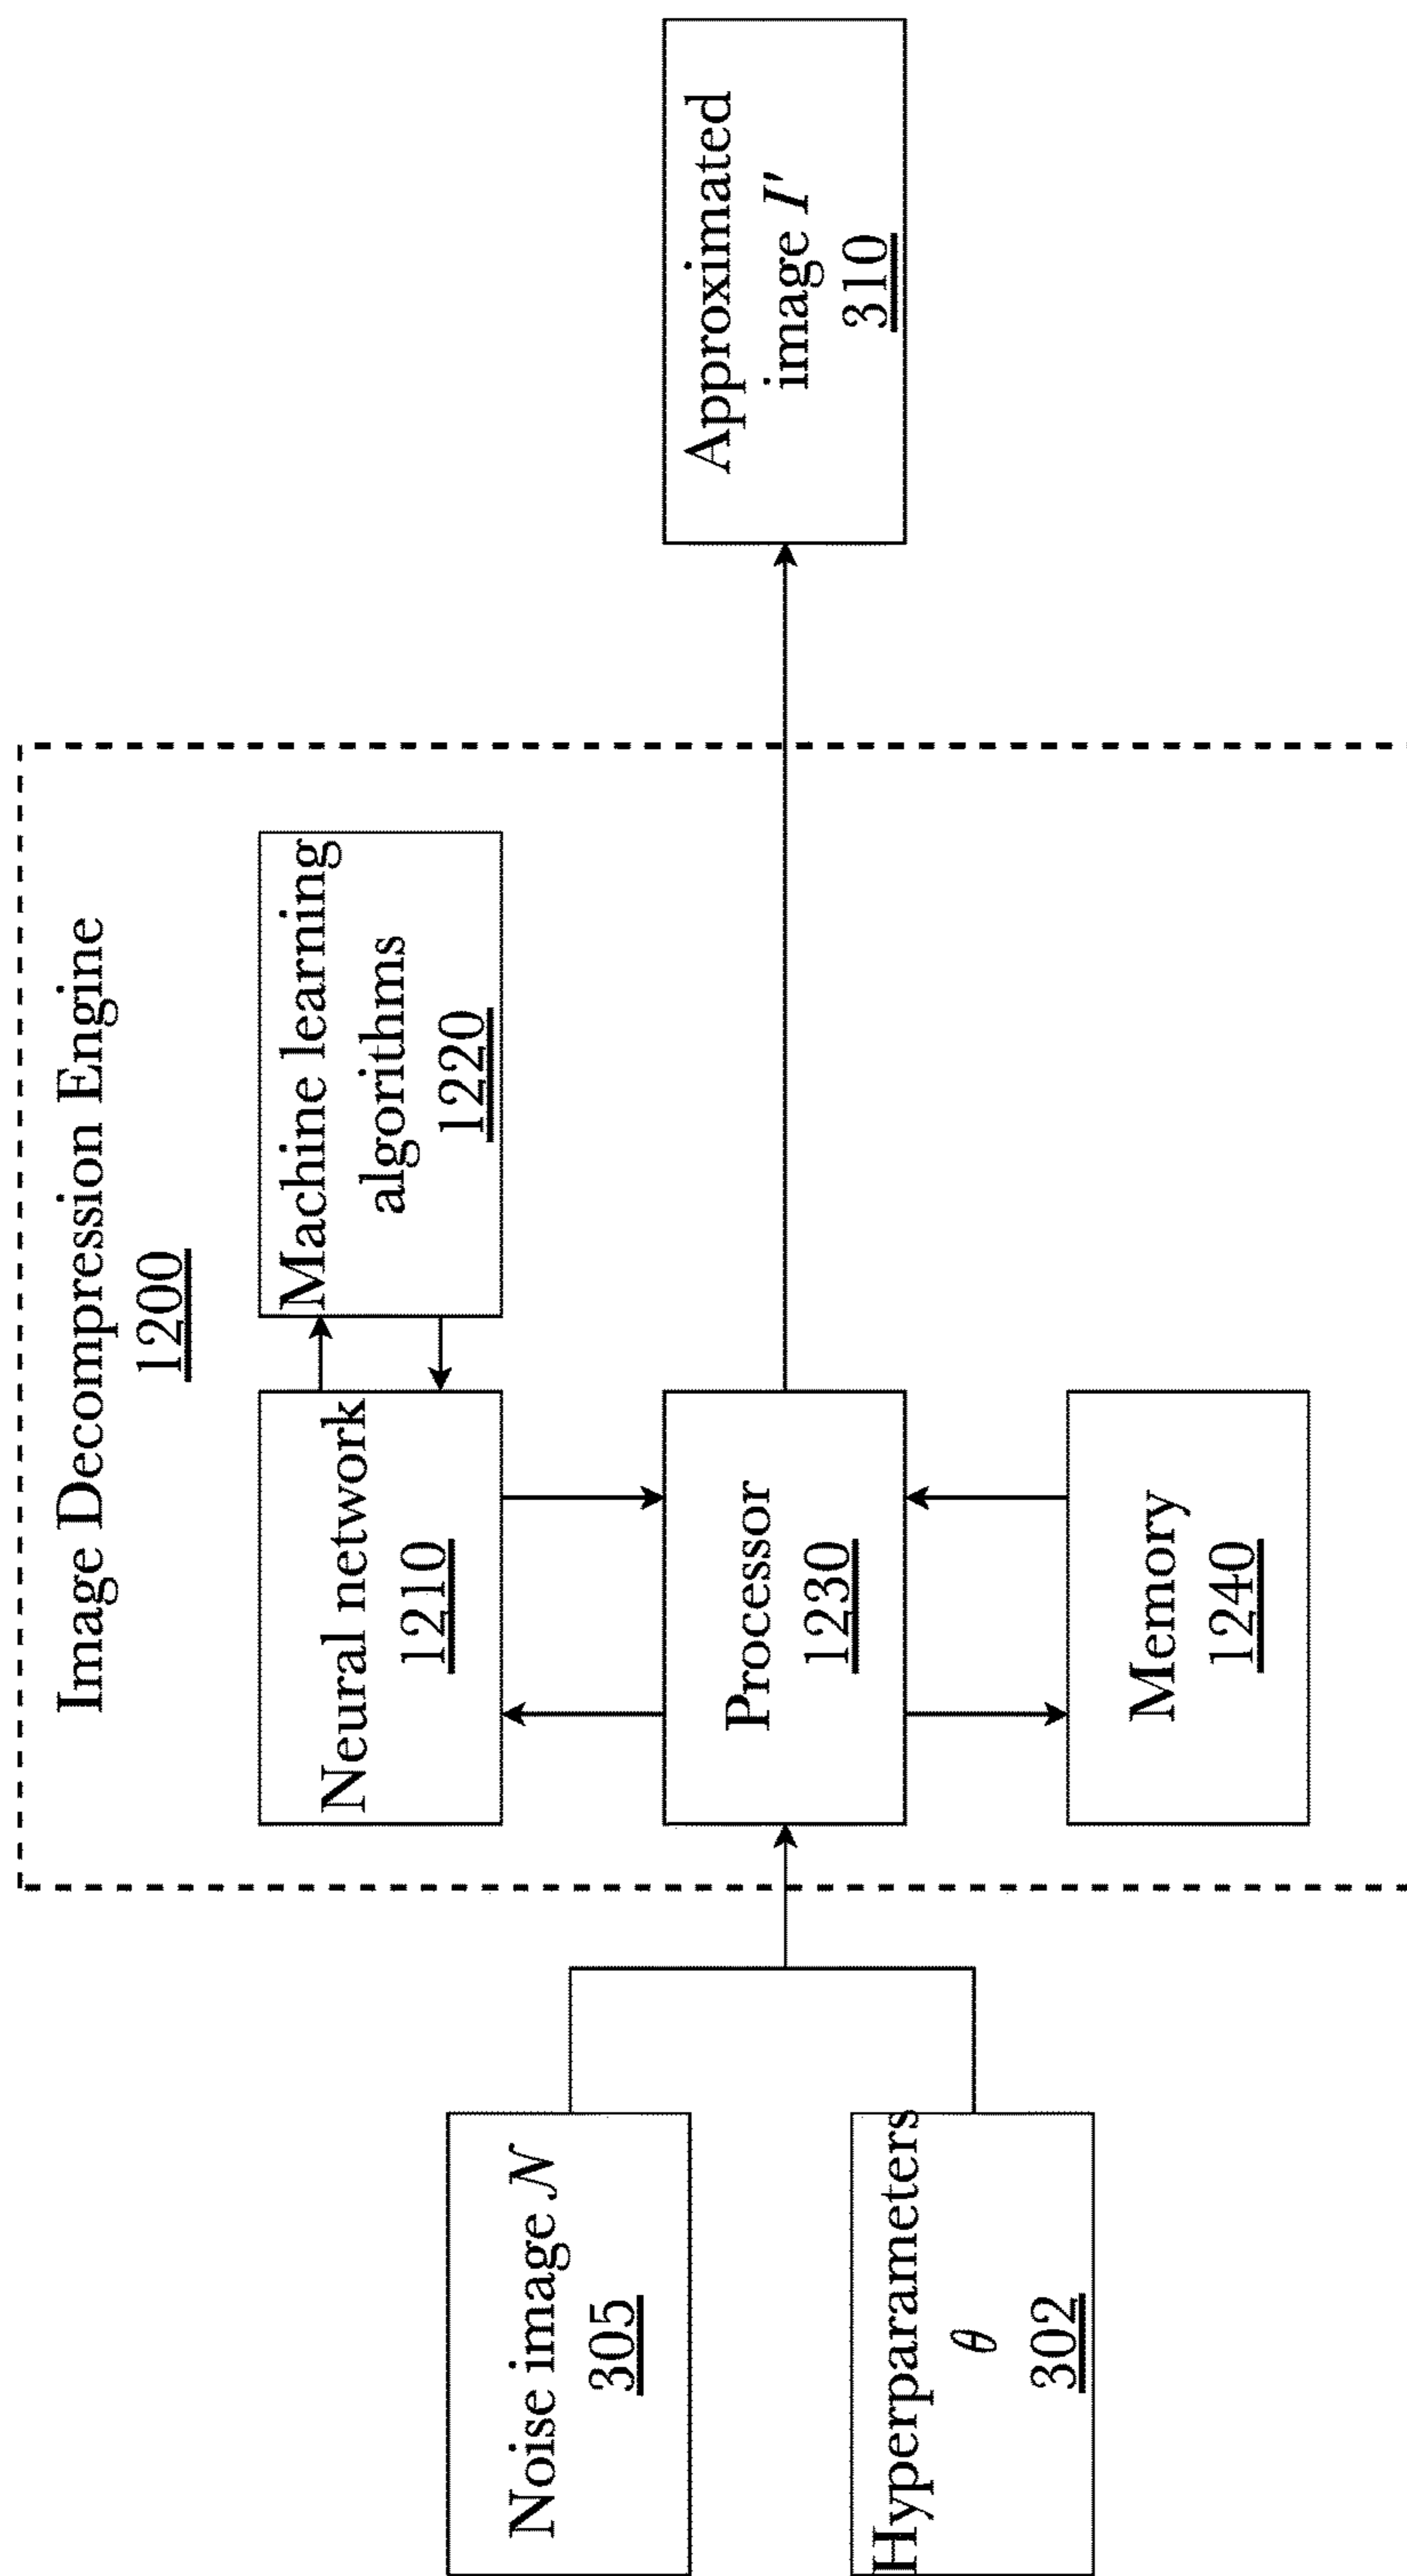 Image Decompression Engine
1200
Neural network
1210
Machine learning
algorithms
1220
Noise image 𝒩
305
Processor
1230
Approximated
image I'
310
Hyperparameters
θ
302
Memory
1240